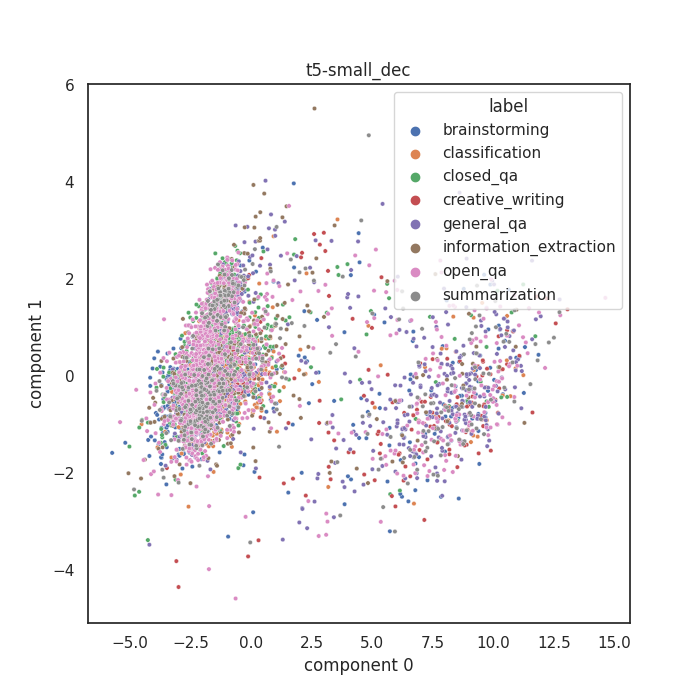 t5-small_dec
6
label
brainstorming
classification
closed_qa
creative_writing
general_qa
information_extraction
open_qa
summarization
4
2
0
−2
−4
component 1
−5.0 −2.5 0.0 2.5 5.0 7.5 10.0 12.5 15.0
component 0